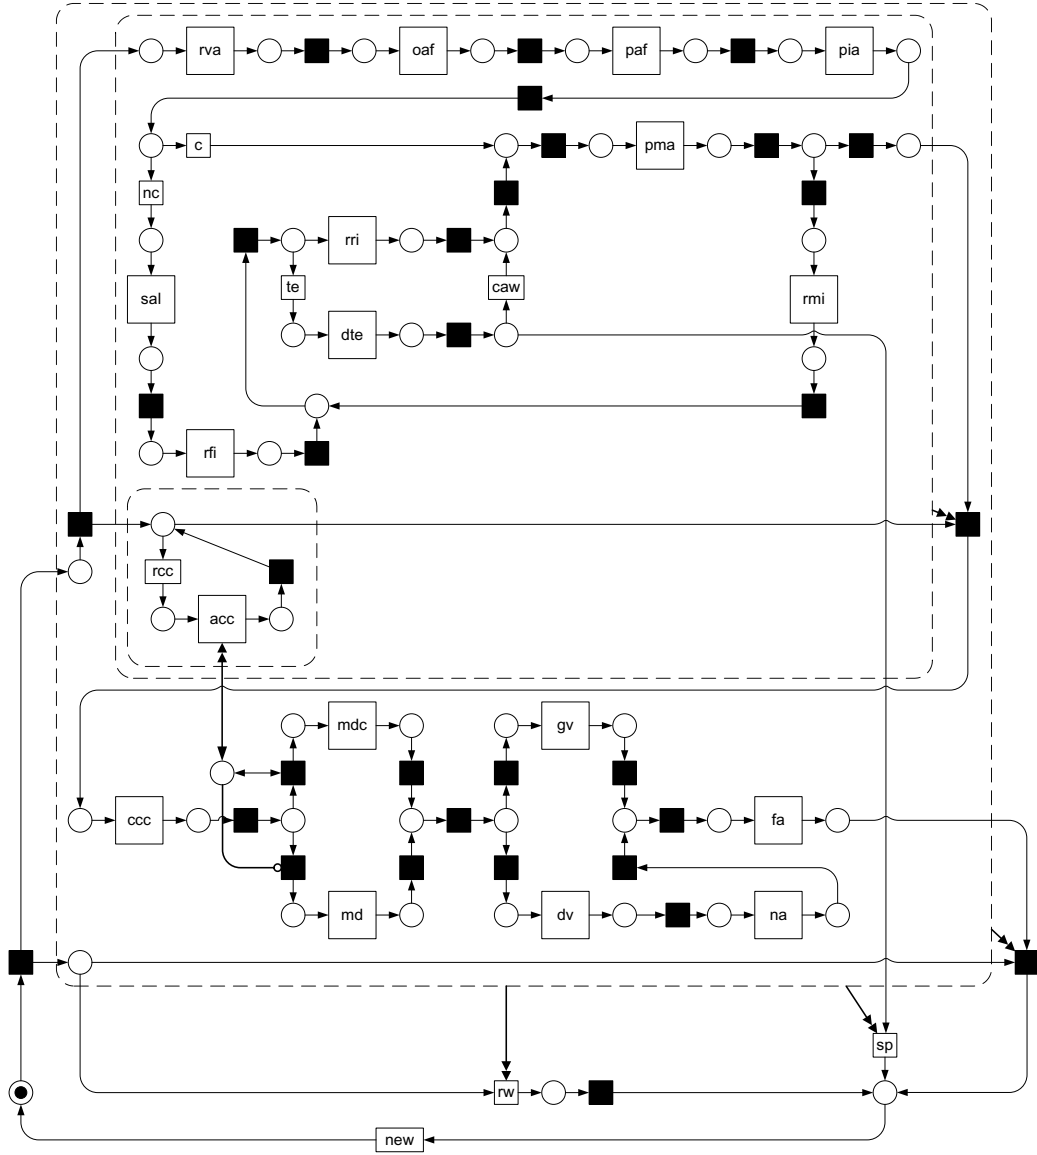 rva oaf paf pia
c pma
nc
rri
sal te caw rmi
dte
rfi
rcc
acc
mdc gv
ccc fa
md dv na
sp
rw
new